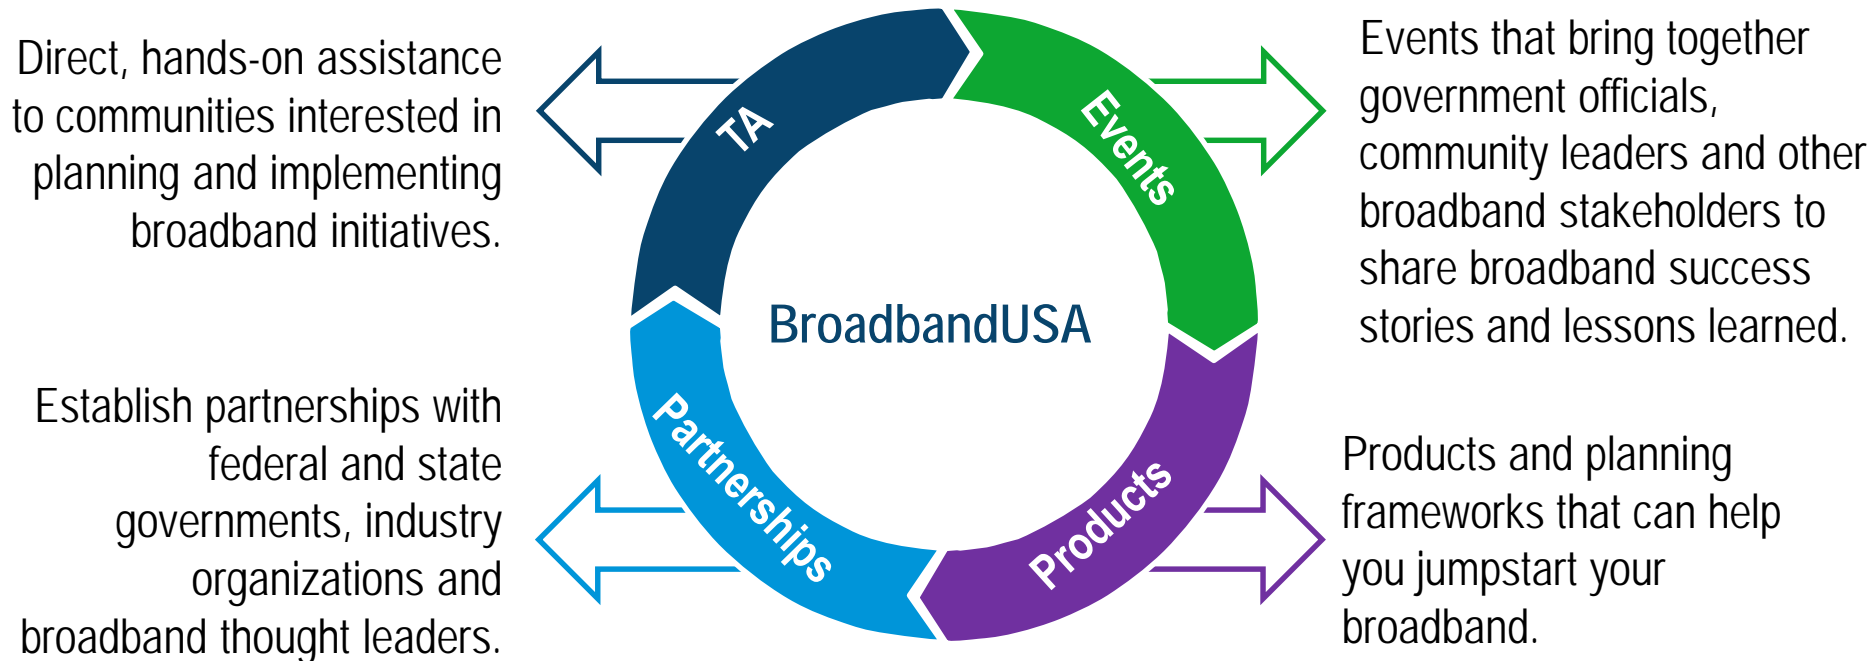 Direct, hands-on assistance
to communities interested in
planning and implementing
broadband initiatives.
TA
Events
Events that bring together
government officials,
community leaders and other
broadband stakeholders to
share broadband success
stories and lessons learned.
BroadbandUSA
Establish partnerships with
federal and state
governments, industry
organizations and
broadband thought leaders.
Partnerships
Products
Products and planning
frameworks that can help
you jumpstart your
broadband.